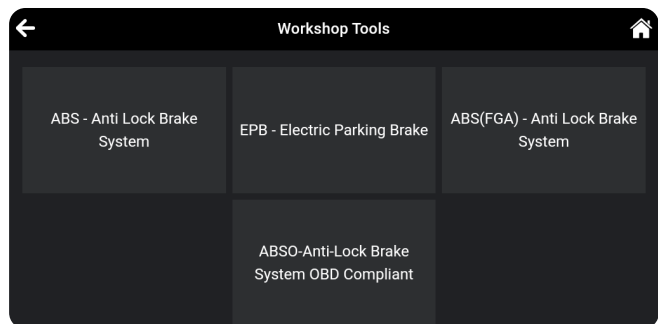 Workshop Tools
ABS - Anti Lock Brake
System
EPB - Electric Parking Brake
ABS(FGA) - Anti Lock Brake
System
ABSO-Anti-Lock Brake
System OBD Compliant